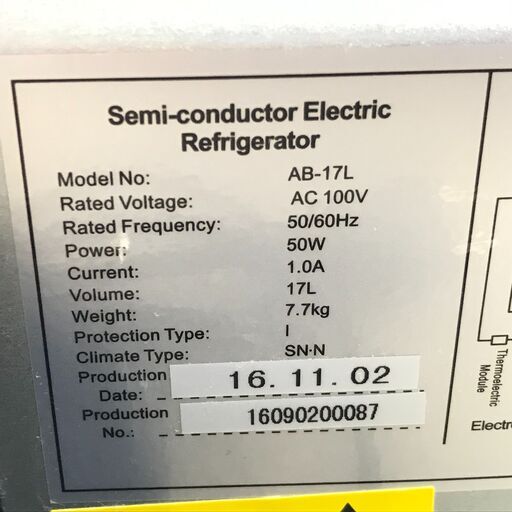 Semi-conductor Electric
Refrigerator
Model No: AB-17L
Rated Voltage: AC 100V
Rated Frequency: 50/60Hz
Power: 50W
Current: 1.0A
Volume: 17L
Weight: 7.7kg
Protection Type: I
Climate Type: SN·N
Production
Date: 16.11.02
Production
No.: 16090200087
Thermoelectric
Module